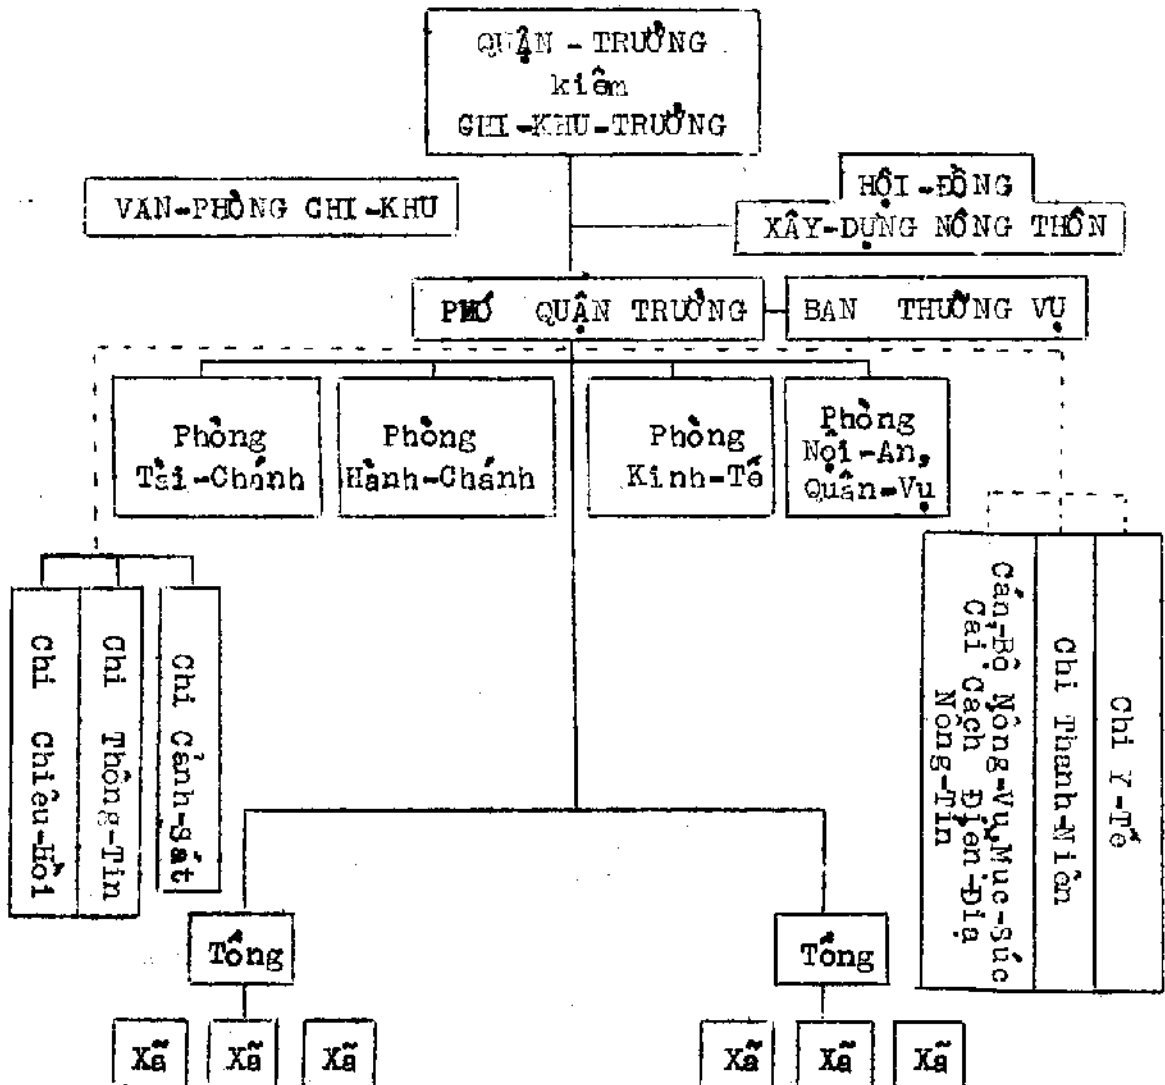 QUẬN - TRƯỞNG
kiêm
CHI-KHU-TRƯỞNG
VĂN-PHÒNG CHI-KHU
HỘI-ĐỒNG
XÂY-DỰNG NÔNG THÔN
PHÓ QUẬN TRƯỞNG
BAN THƯỜNG VỤ
Phòng
Tài-Chánh
Phòng
Hành-Chánh
Phòng
Kinh-Tế
Phòng
Nội-An,
Quân-Vụ
Chi Chiêu-Hồi
Chi Thông-Tin
Chi Cảnh-Sát
Cán-Bộ Nông-Vụ, Mục-Súc
Cải Cách Điền-Địa
Nông-Tín
Chi Thanh-Niên
Chi Y-Tế
Tổng
Tổng
Xã
Xã
Xã
Xã
Xã
Xã